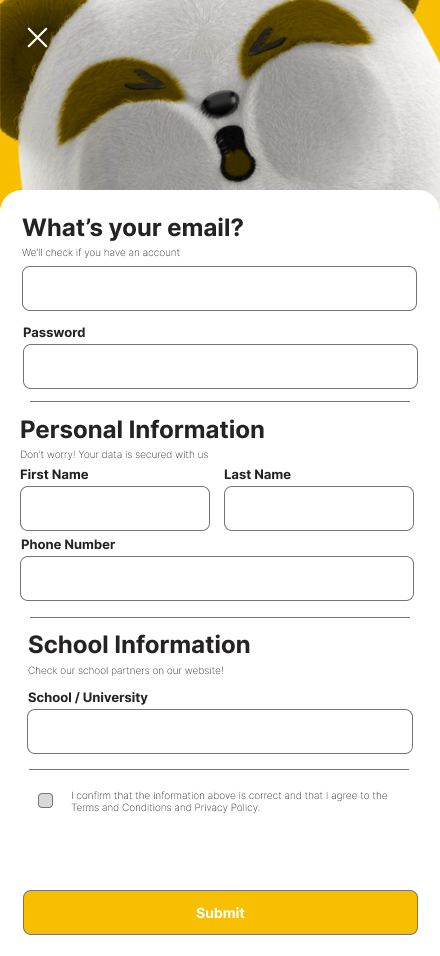 What’s your email?
We'll check if you have an account
Password
Personal Information
Don't worry! Your data is secured with us
First Name
Last Name
Phone Number
School Information
Check our school partners on our website!
School / University
I confirm that the information above is correct and that I agree to the
Terms and Conditions and Privacy Policy.
Submit